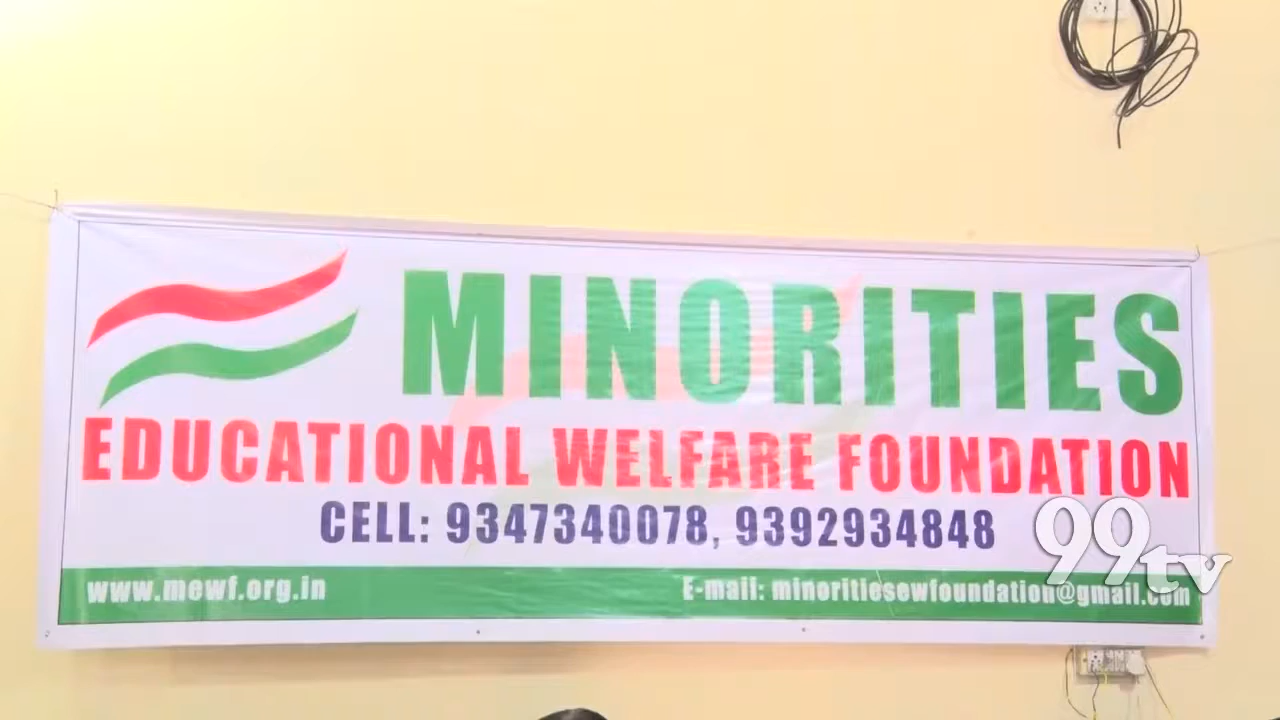 MINORITIES
EDUCATIONAL WELFARE FOUNDATION
CELL: 9347340078, 9392934848
www.mewf.org.in E-mail: minoritiesewfoundation@gmail.com
99tv